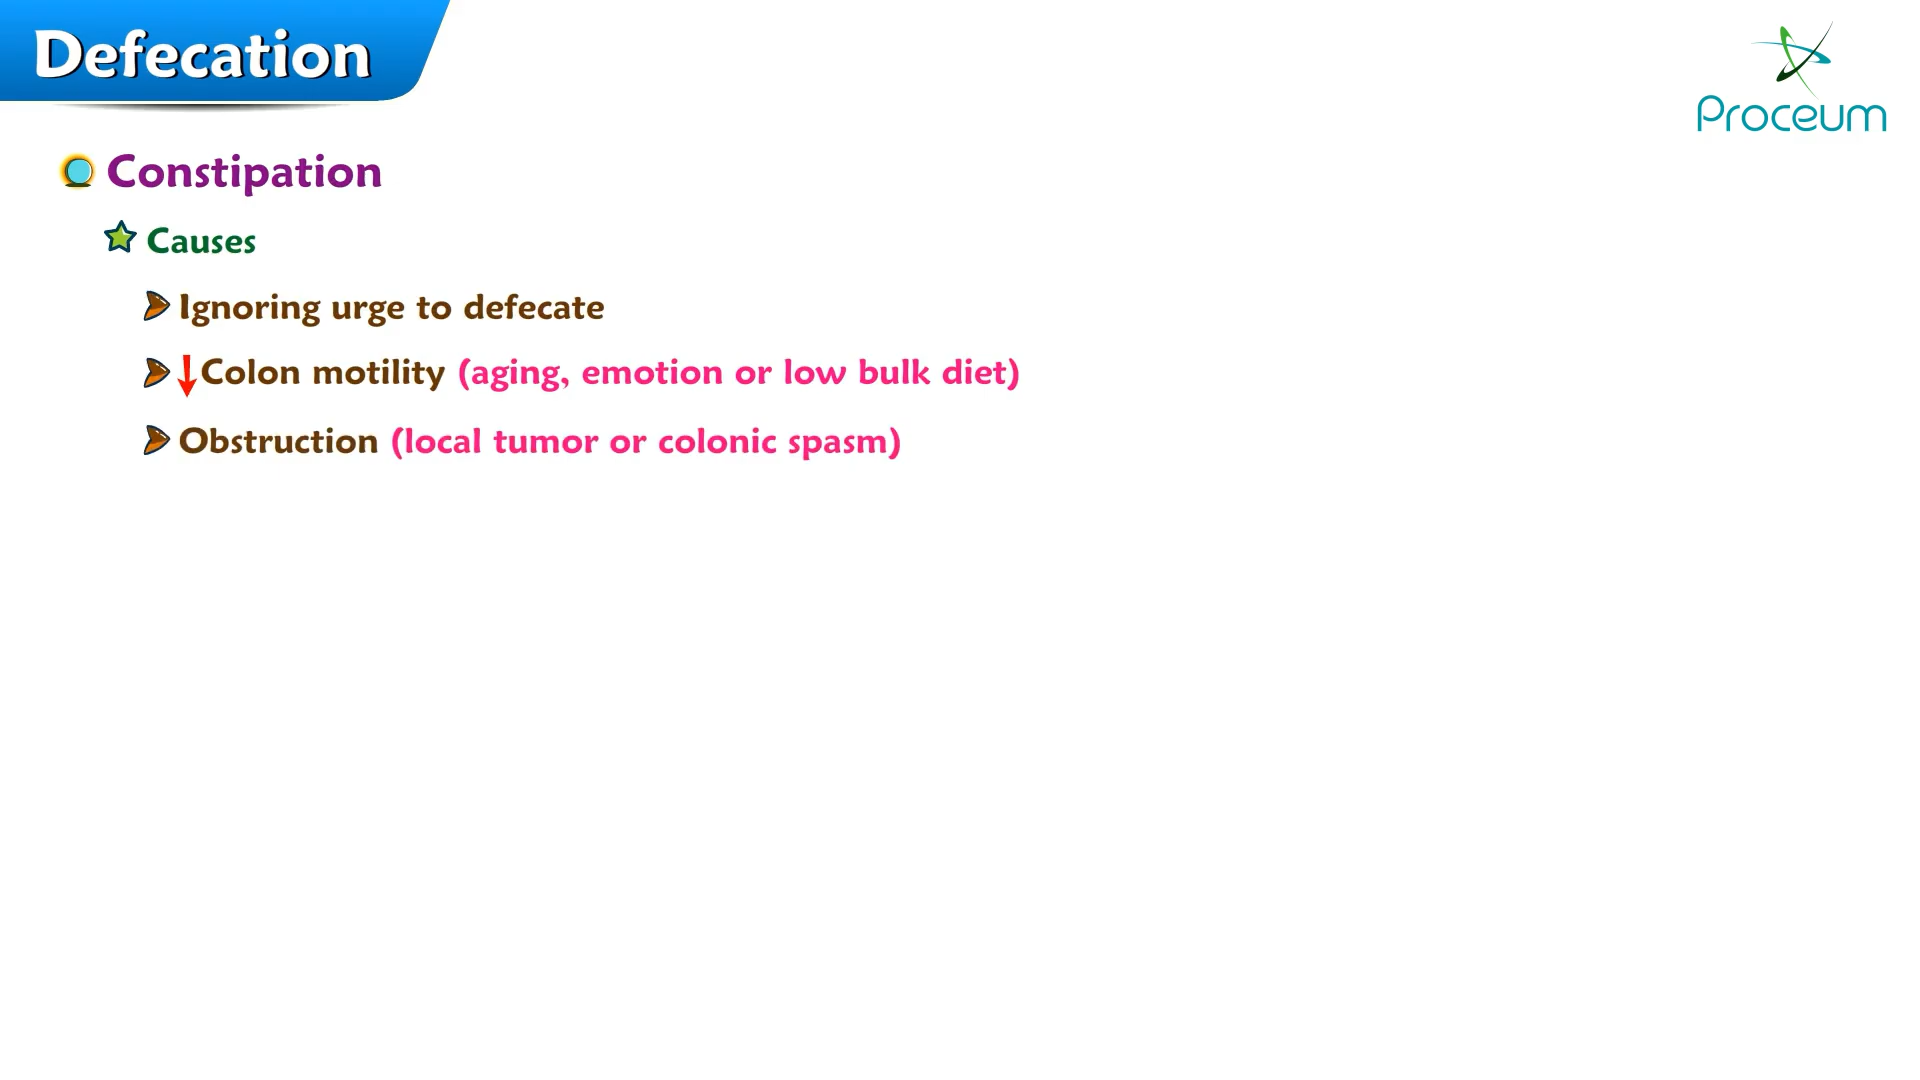 Defecation
Proceum
Constipation
Causes
Ignoring urge to defecate
↓Colon motility (aging, emotion or low bulk diet)
Obstruction (local tumor or colonic spasm)